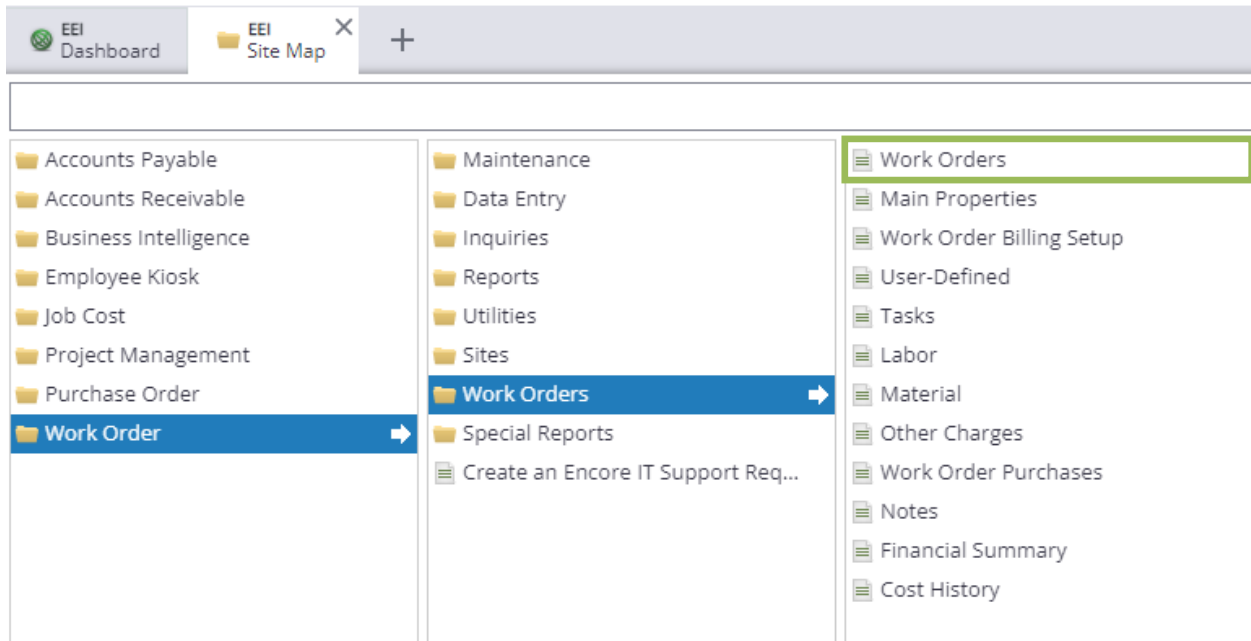 EEI
Dashboard
EEI
Site Map
Accounts Payable
Accounts Receivable
Business Intelligence
Employee Kiosk
Job Cost
Project Management
Purchase Order
Work Order
Maintenance
Data Entry
Inquiries
Reports
Utilities
Sites
Work Orders
Special Reports
Create an Encore IT Support Req...
Work Orders
Main Properties
Work Order Billing Setup
User-Defined
Tasks
Labor
Material
Other Charges
Work Order Purchases
Notes
Financial Summary
Cost History